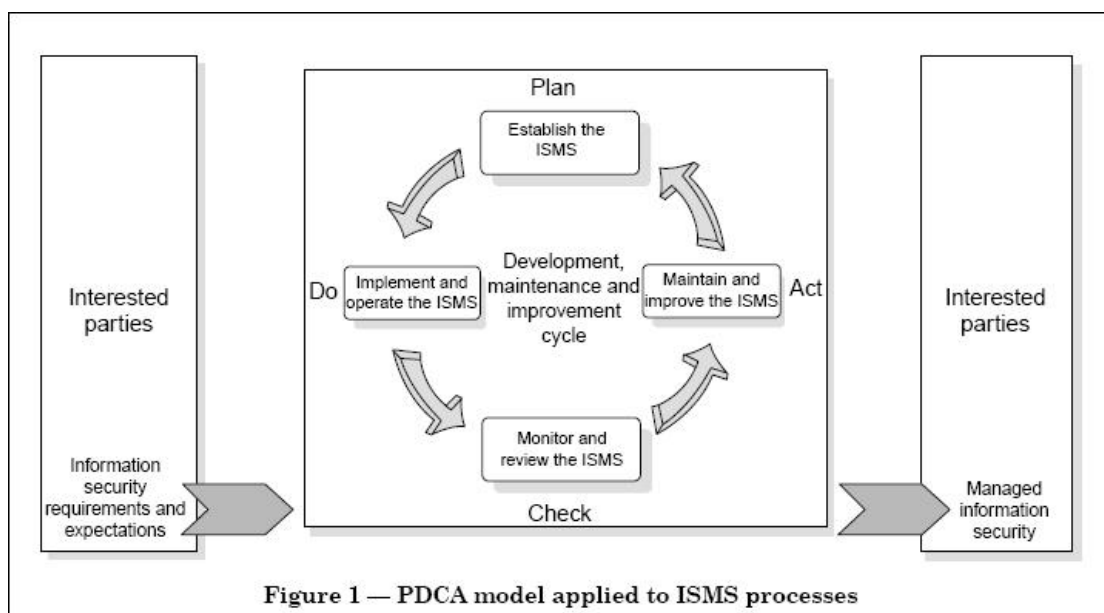 Interested
parties
Information
security
requirements and
expectations
Plan
Establish the
ISMS
Do
Implement and
operate the ISMS
Development,
maintenance and
improvement
cycle
Maintain and
improve the ISMS
Act
Monitor and
review the ISMS
Check
Interested
parties
Managed
information
security
Figure 1 — PDCA model applied to ISMS processes